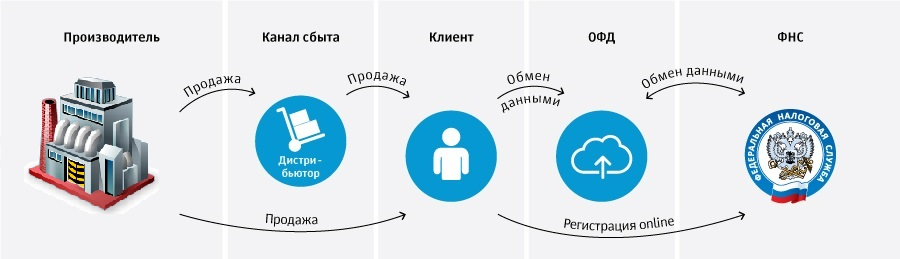 Производитель
Канал сбыта
Клиент
ОФД
ФНС
Продажа
Продажа
Обмен
данными
Обмен данными
Дистри-
бьютор
ФЕДЕРАЛЬНАЯ НАЛОГОВАЯ СЛУЖБА
Продажа
Регистрация online